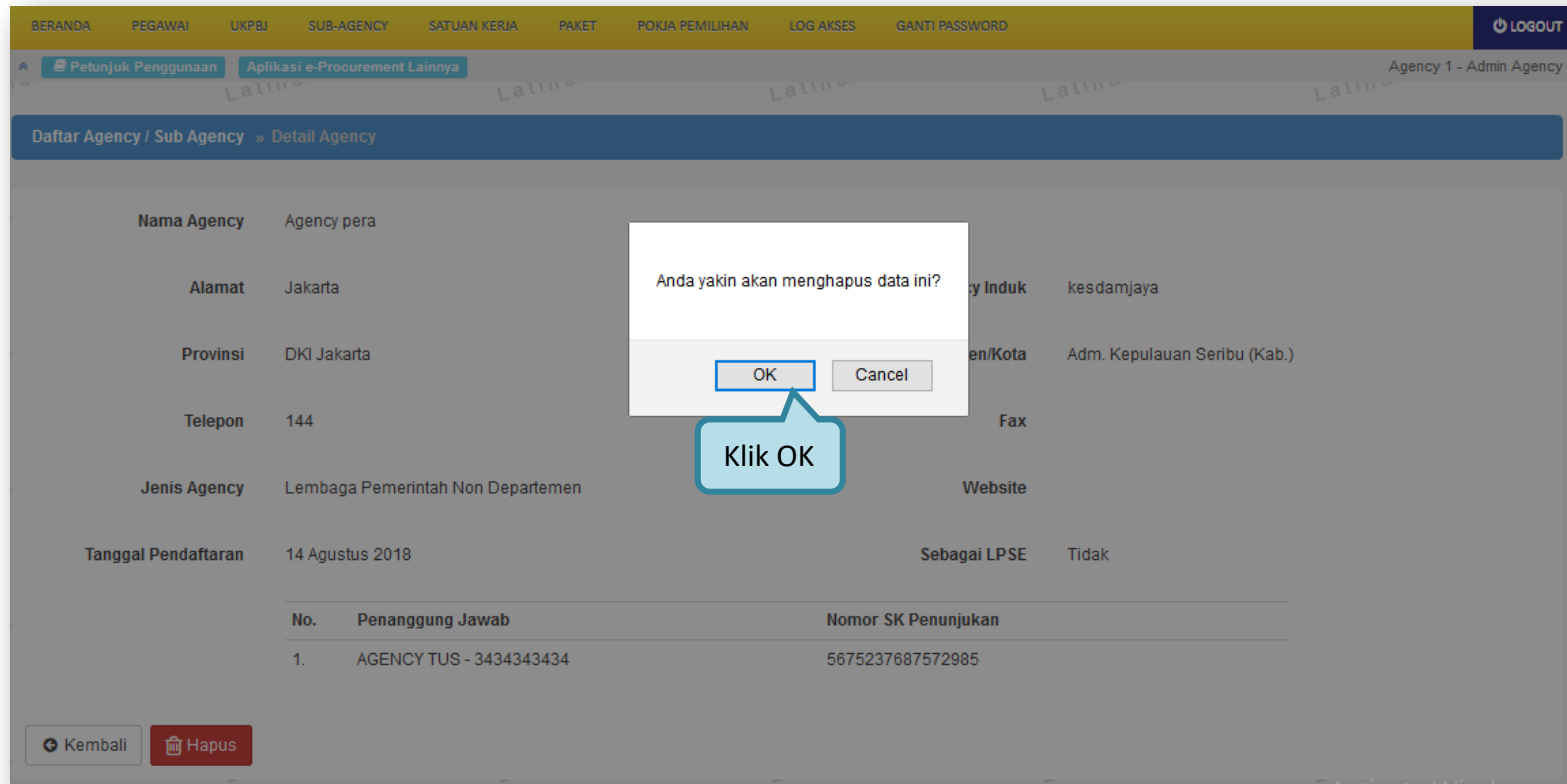 BERANDA PEGAWAI UKPBJ SUB-AGENCY SATUAN KERJA PAKET POKJA PEMILIHAN LOG AKSES GANTI PASSWORD LOGOUT
Petunjuk Penggunaan Aplikasi e-Procurement Lainnya Agency 1 - Admin Agency
Daftar Agency / Sub Agency » Detail Agency
Nama Agency Agency pera
Anda yakin akan menghapus data ini?
Alamat Jakarta cy Induk kesdamjaya
Provinsi DKI Jakarta en/Kota Adm. Kepulauan Seribu (Kab.)
OK Cancel
Telepon 144 Fax
Klik OK
Jenis Agency Lembaga Pemerintah Non Departemen Website
Tanggal Pendaftaran 14 Agustus 2018 Sebagai LPSE Tidak
No. Penanggung Jawab Nomor SK Penunjukan
1. AGENCY TUS - 3434343434 5675237687572985
Kembali Hapus